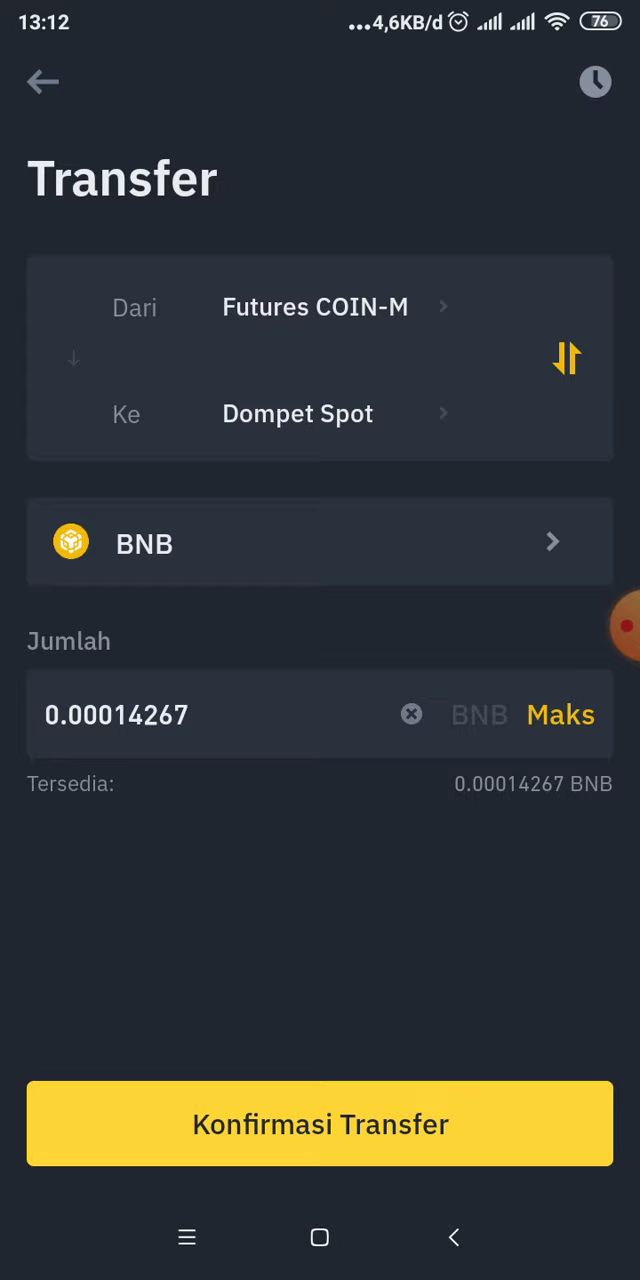 13:12
...4,6KB/d
76
Transfer
Dari Futures COIN-M
Ke Dompet Spot
BNB
Jumlah
0.00014267 BNB Maks
Tersedia: 0.00014267 BNB
Konfirmasi Transfer